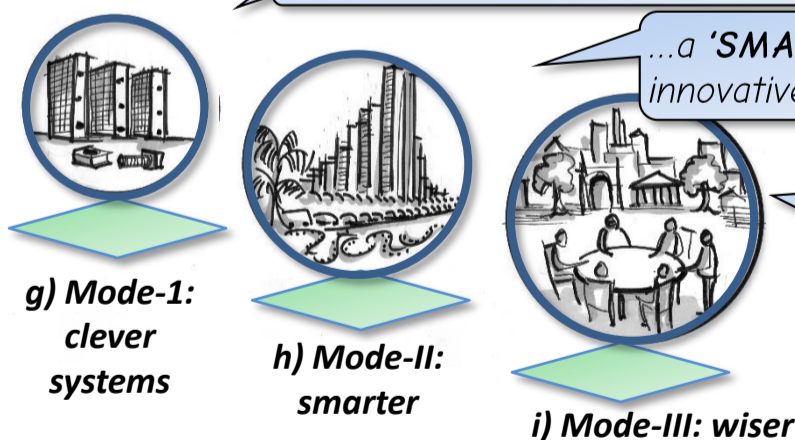 ...a 'SMA
innovative
g) Mode-1:
clever
systems
h) Mode-II:
smarter
i) Mode-III: wiser